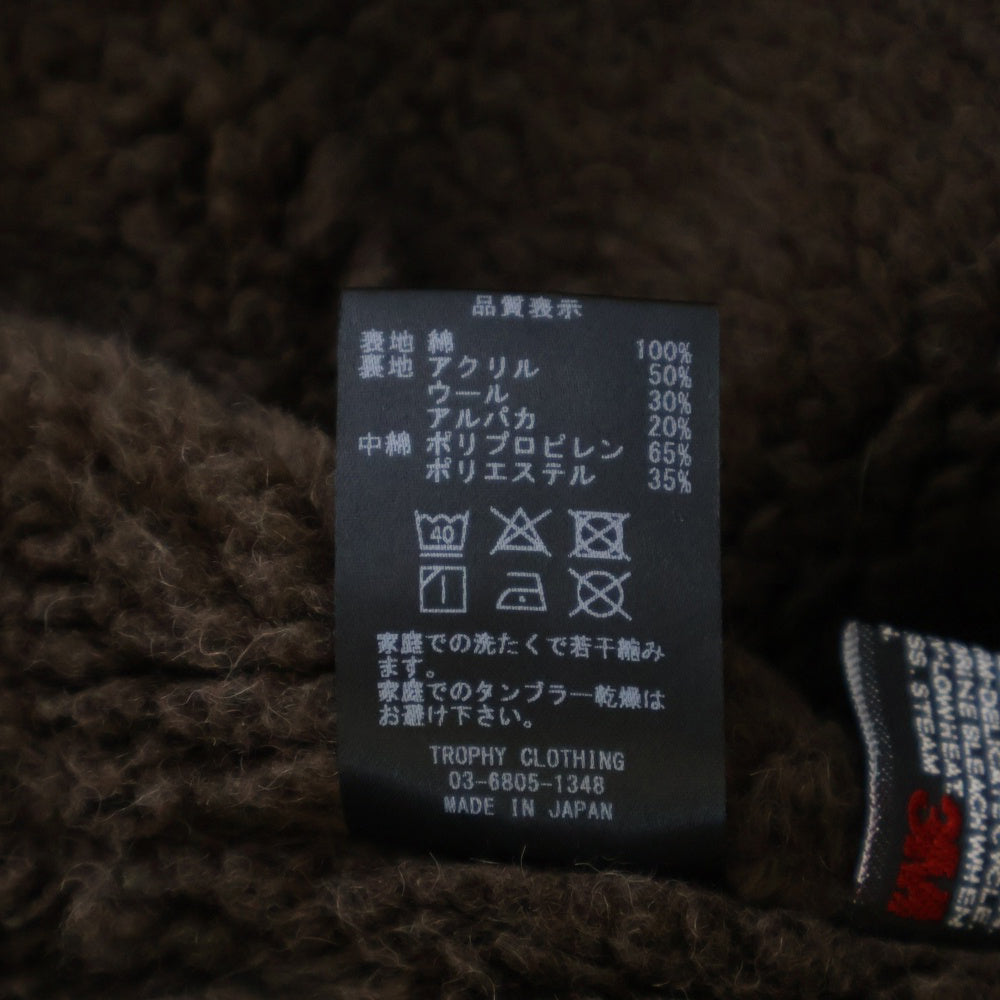 品質表示
表地 綿 100%
裏地 アクリル 50%
ウール 30%
アルパカ 20%
中綿 ポリプロピレン 65%
ポリエステル 35%
40
家庭での洗たくで若干縮み
ます。
家庭でのタンブラー乾燥は
お避け下さい。
TROPHY CLOTHING
03-6805-1348
MADE IN JAPAN
SLEACHWHEN
LOWHEAT
STEAM
3M